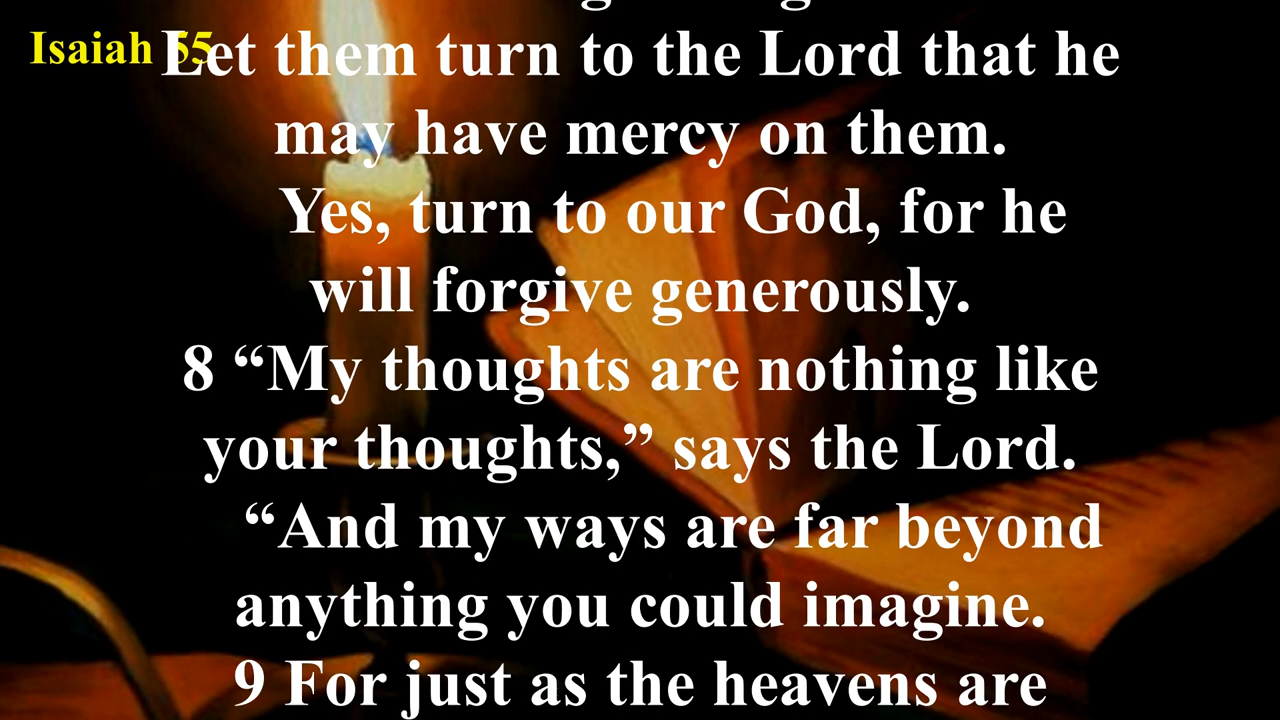 Isaiah 55
Let them turn to the Lord that he
may have mercy on them.
Yes, turn to our God, for he
will forgive generously.
8 “My thoughts are nothing like
your thoughts,” says the Lord.
“And my ways are far beyond
anything you could imagine.
9 For just as the heavens are